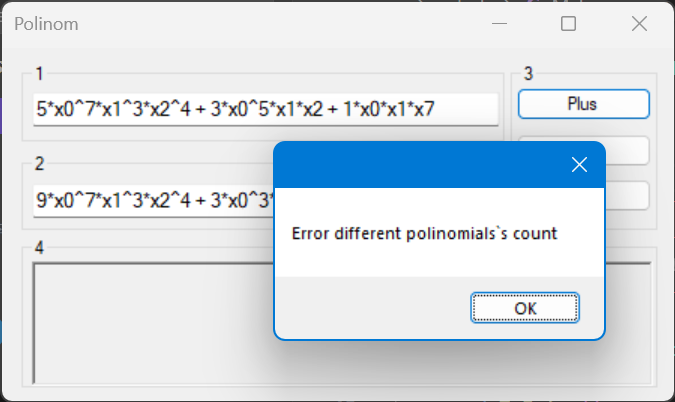 Polinom
1
5*x0^7*x1^3*x2^4 + 3*x0^5*x1*x2 + 1*x0*x1*x7
3
Plus
2
9*x0^7*x1^3*x2^4 + 3*x0^3*
Error different polinomials`s count
OK
4